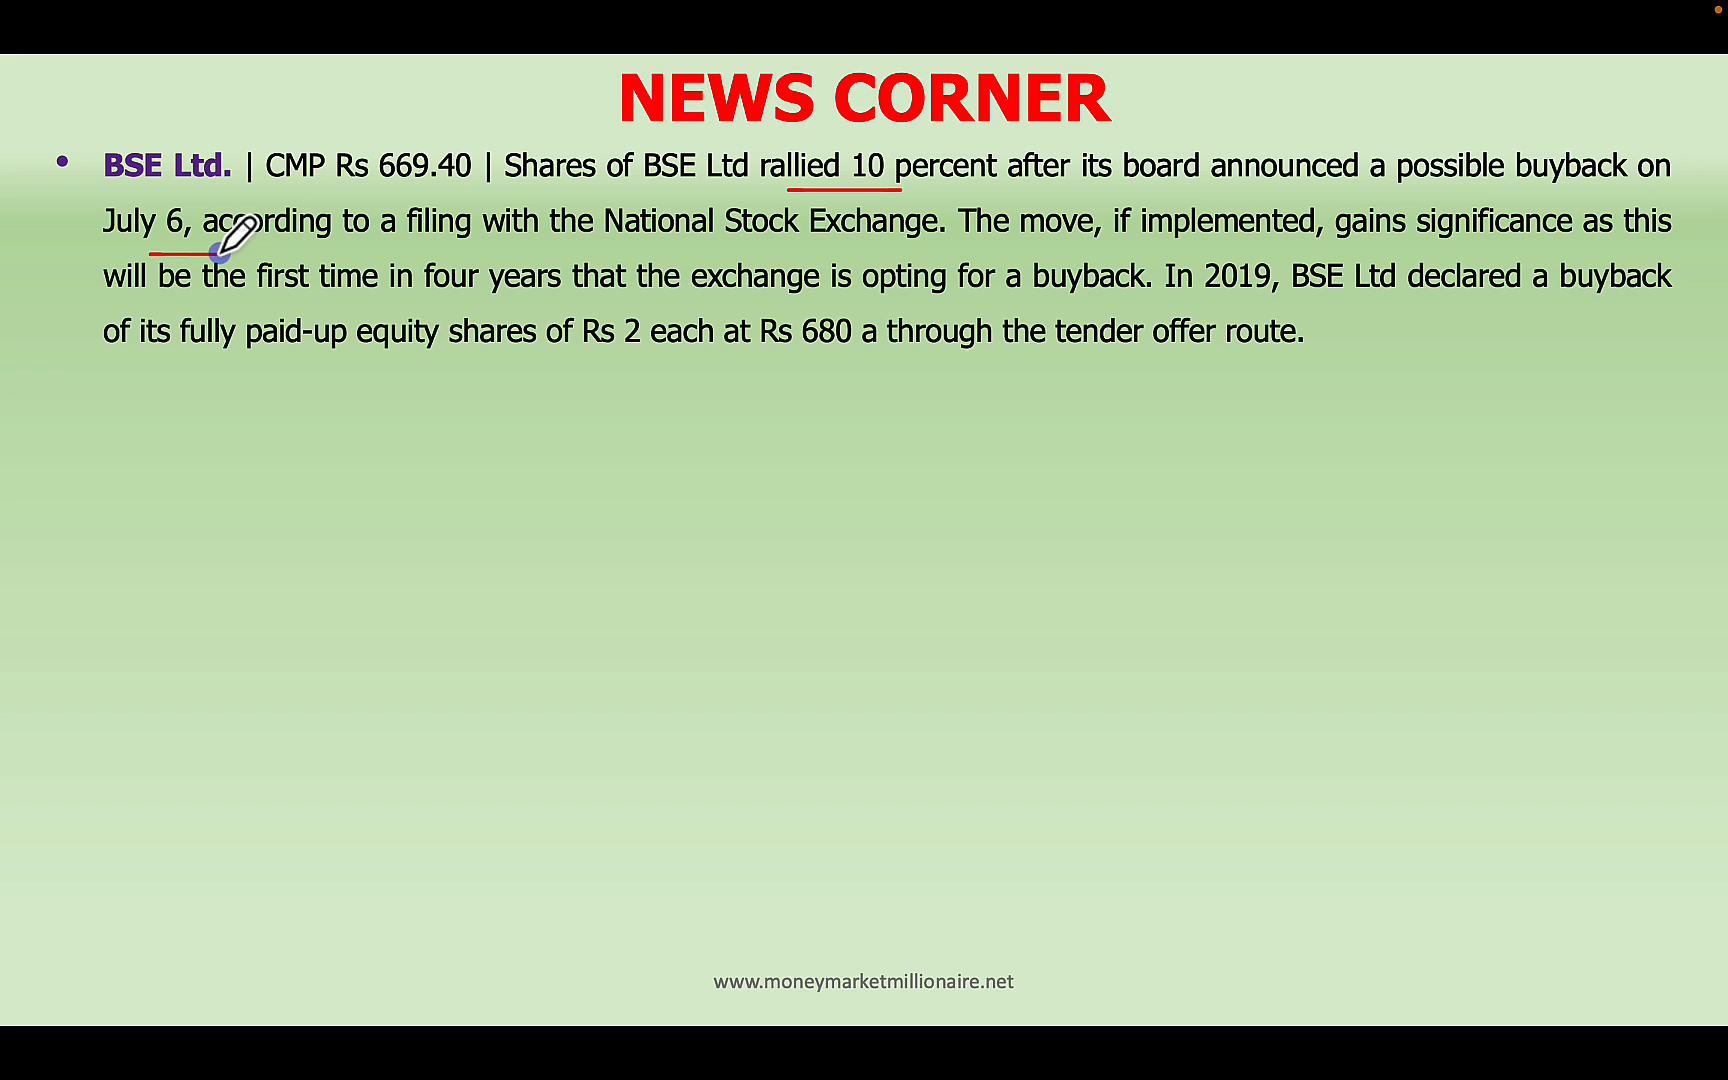 NEWS CORNER
• BSE Ltd. | CMP Rs 669.40 | Shares of BSE Ltd rallied 10 percent after its board announced a possible buyback on
July 6, according to a filing with the National Stock Exchange. The move, if implemented, gains significance as this
will be the first time in four years that the exchange is opting for a buyback. In 2019, BSE Ltd declared a buyback
of its fully paid-up equity shares of Rs 2 each at Rs 680 a through the tender offer route.
www.moneymarketmillionaire.net